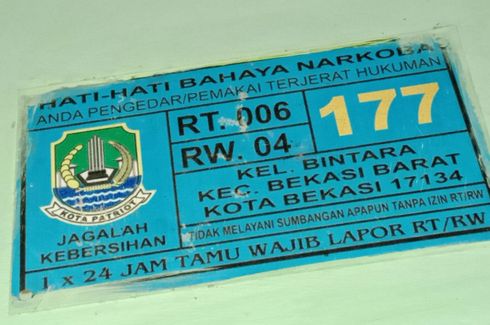 HATI-HATI BAHAYA NARKOBA
ANDA PENGEDAR/PEMAKAI TERJERAT HUKUMAN
RT. 006
RW. 04
177
KEL. BINTARA
KEC. BEKASI BARAT
KOTA BEKASI 17134
KOTA PATRIOT
JAGALAH
KEBERSIHAN
TIDAK MELAYANI SUMBANGAN APAPUN TANPA IZIN RT/RW
1 x 24 JAM TAMU WAJIB LAPOR RT/RW